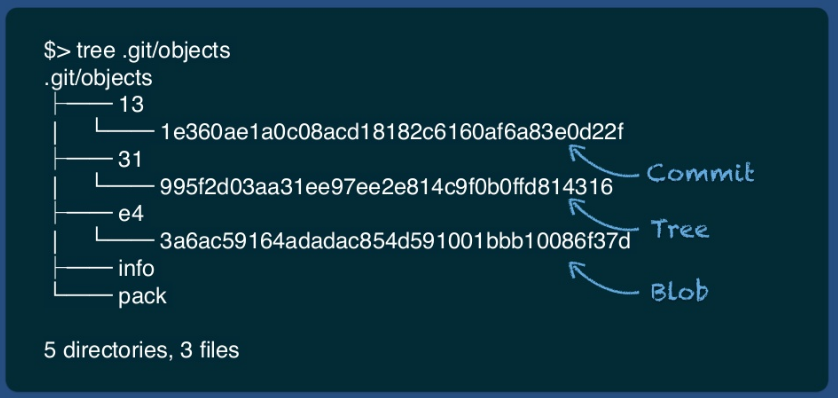 $> tree .git/objects
.git/objects
├── 13
│   └── 1e360ae1a0c08acd18182c6160af6a83e0d22f
Commit
├── 31
│   └── 995f2d03aa31ee97ee2e814c9f0b0ffd814316
Tree
├── e4
│   └── 3a6ac59164adadac854d591001bbb10086f37d
Blob
├── info
└── pack
5 directories, 3 files